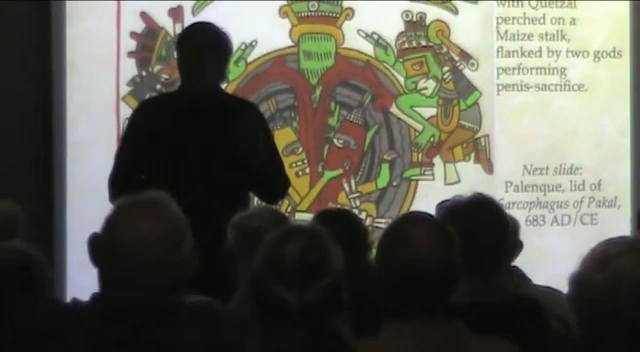 with Quetzal
perched on a
Maize stalk,
flanked by two gods
performing
penis-sacrifice.
Next slide:
Palenque, lid of
Sarcophagus of Pakal,
683 AD/CE